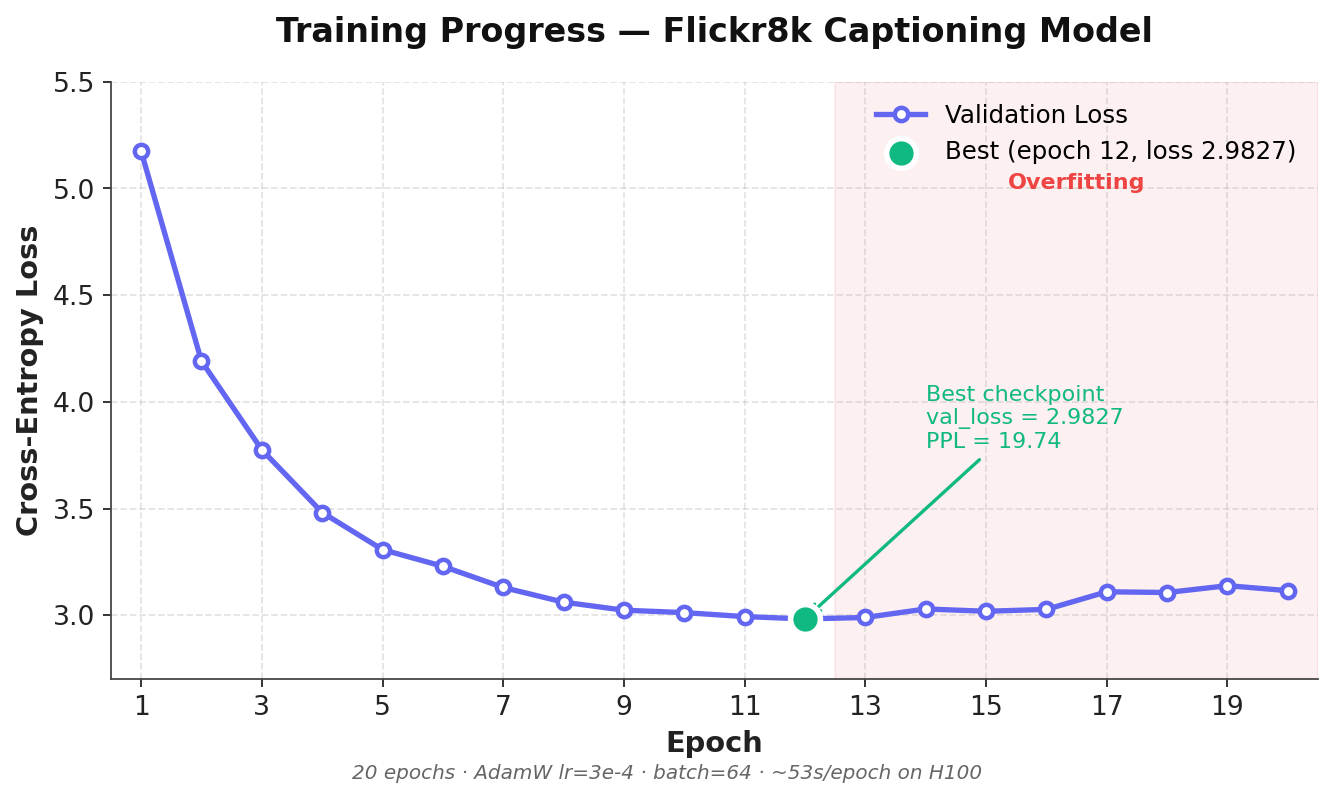 Training Progress — Flickr8k Captioning Model
5.5
5.0
4.5
4.0
3.5
3.0
Cross-Entropy Loss
Validation Loss
Best (epoch 12, loss 2.9827)
Overfitting
Best checkpoint
val_loss = 2.9827
PPL = 19.74
1 3 5 7 9 11 13 15 17 19
Epoch
20 epochs · AdamW lr=3e-4 · batch=64 · ~53s/epoch on H100